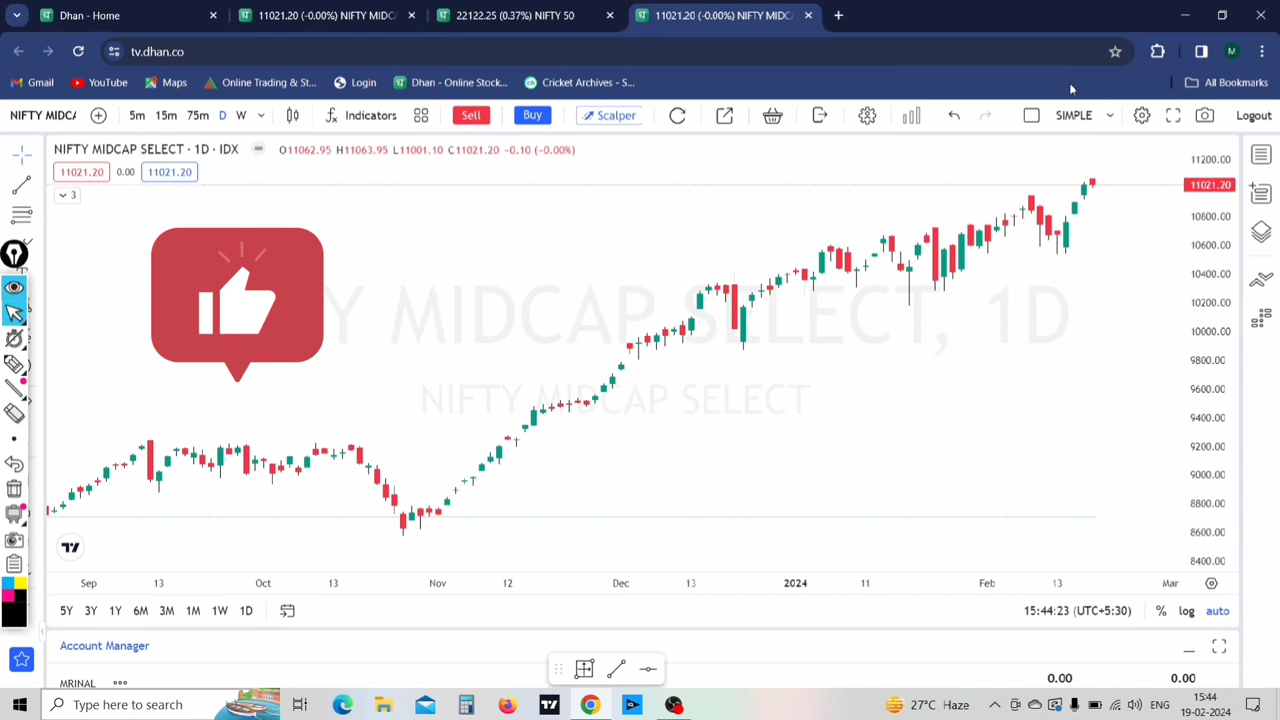 Dhan - Home
11021.20 (-0.00%) NIFTY MIDC
22122.25 (0.37%) NIFTY 50
11021.20 (-0.00%) NIFTY MIDC
tv.dhan.co
M
Gmail
YouTube
Maps
Online Trading & St...
Login
Dhan - Online Stock...
Cricket Archives - S...
All Bookmarks
NIFTY MIDCA
5m 15m 75m D W
Indicators
Sell
Buy
Scalper
SIMPLE
Logout
NIFTY MIDCAP SELECT · 1D · IDX
O11062.95 H11063.95 L11001.10 C11021.20 -0.10 (-0.00%)
11021.20 0.00 11021.20
3
11200.00
11021.20
10800.00
10600.00
10400.00
10200.00
10000.00
9800.00
9600.00
9400.00
9200.00
9000.00
8800.00
8600.00
8400.00
Y MIDCAP SELECT, 1D
NIFTY MIDCAP SELECT
Sep 13 Oct 13 Nov 12 Dec 13 2024 11 Feb 13 Mar
5Y 3Y 1Y 6M 3M 1M 1W 1D
15:44:23 (UTC+5:30) % log auto
Account Manager
MRINAL
0.00 0.00
Type here to search
27°C Haze
ENG
15:44
19-02-2024